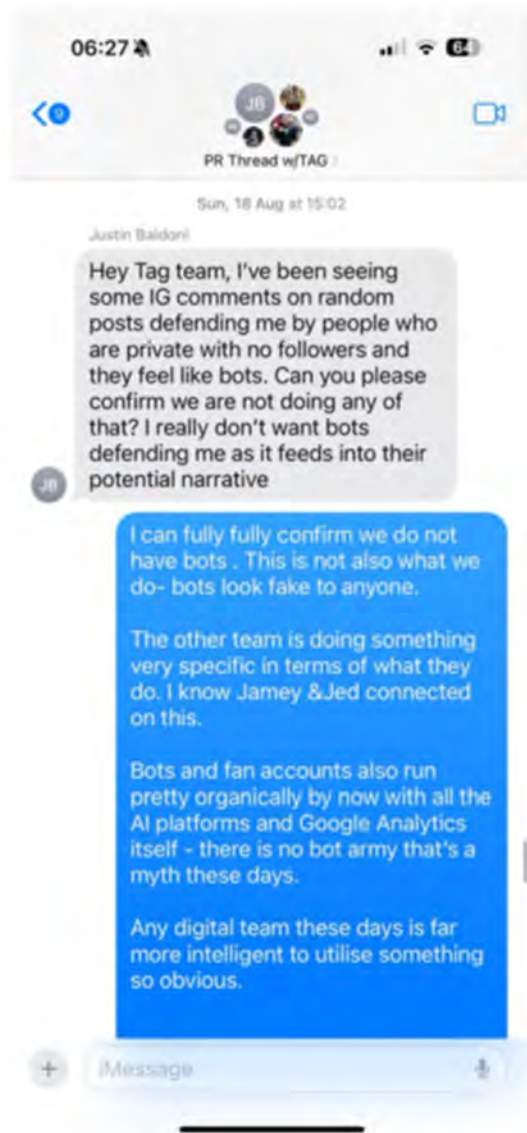 06:27
64
9
JB
PR Thread w/TAG
Sun, 18 Aug at 15:02
Justin Baldoni
Hey Tag team, I've been seeing
some IG comments on random
posts defending me by people who
are private with no followers and
they feel like bots. Can you please
confirm we are not doing any of
that? I really don't want bots
defending me as it feeds into their
potential narrative
JB
I can fully fully confirm we do not
have bots . This is not also what we
do- bots look fake to anyone.
The other team is doing something
very specific in terms of what they
do. I know Jamey &Jed connected
on this.
Bots and fan accounts also run
pretty organically by now with all the
AI platforms and Google Analytics
itself - there is no bot army that's a
myth these days.
Any digital team these days is far
more intelligent to utilise something
so obvious.
iMessage